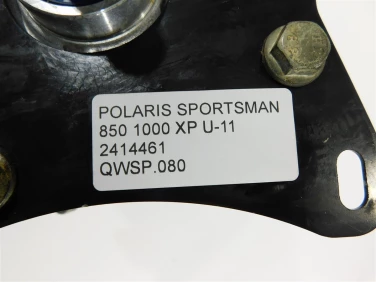 POLARIS SPORTSMAN
850 1000 XP U-11
2414461
QWSP.080